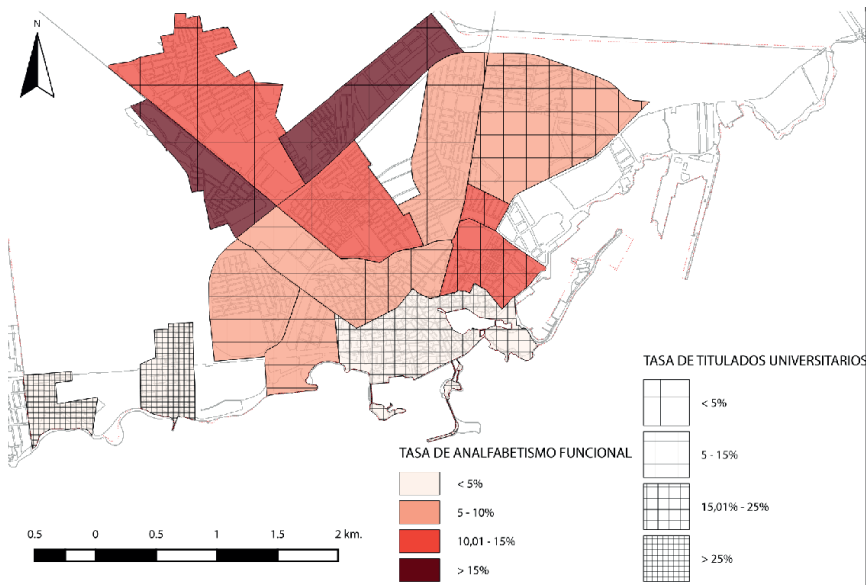 N
TASA DE TITULADOS UNIVERSITARIOS
< 5%
5 - 15%
15,01% - 25%
> 25%
TASA DE ANALFABETISMO FUNCIONAL
< 5%
5 - 10%
10,01 - 15%
> 15%
0.5 0 0.5 1 1.5 2 km.